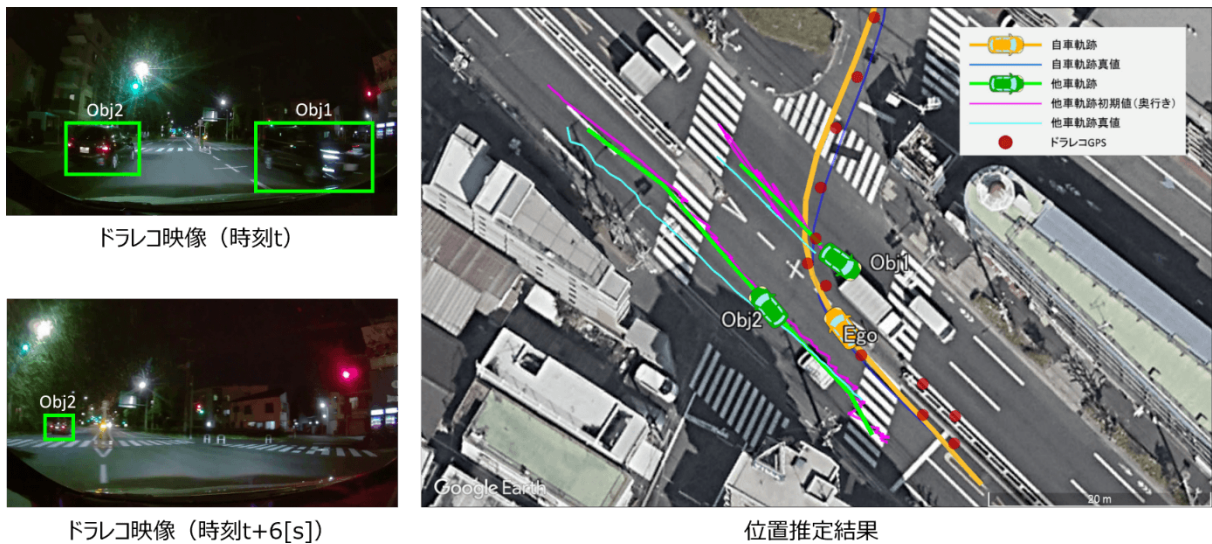 Obj2
Obj1
ドラレコ映像（時刻t）
Obj2
ドラレコ映像（時刻t+6[s]）
自車軌跡
自車軌跡真値
他車軌跡
他車軌跡初期値(奥行き)
他車軌跡真値
ドラレコGPS
Obj1
Obj2
Ego
Google Earth
20 m
位置推定結果